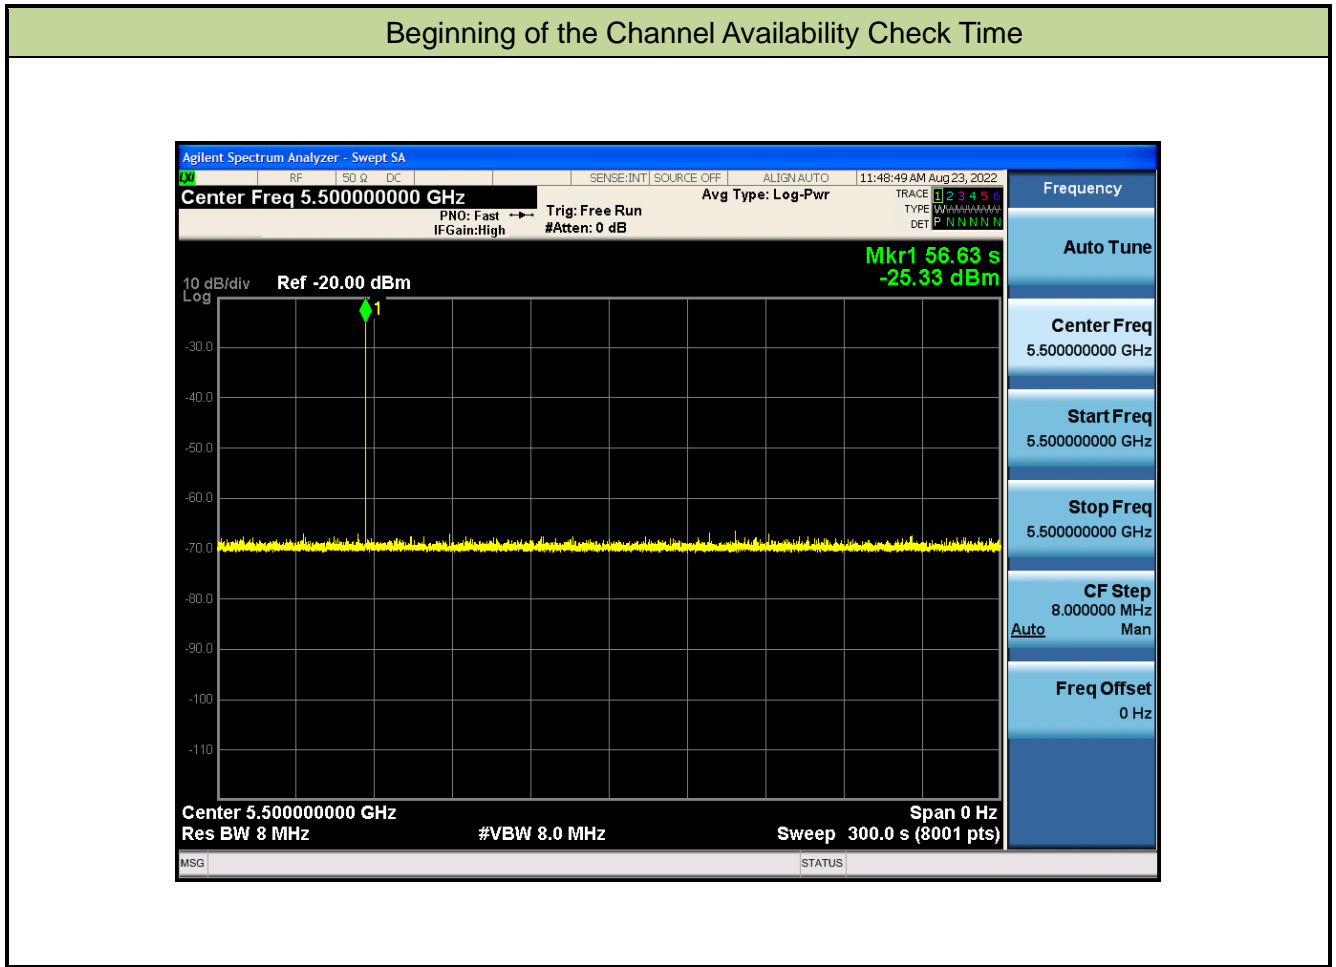 Beginning of the Channel Availability Check Time
Agilent Spectrum Analyzer - Swept SA
LXI RF 50 Ω DC SENSE:INT SOURCE OFF ALIGN AUTO 11:48:49 AM Aug 23, 2022
Center Freq 5.500000000 GHz
PNO: Fast
IFGain:High
Trig: Free Run
#Atten: 0 dB
Avg Type: Log-Pwr
TRACE 1 2 3 4 5 6
TYPE W
DET P N N N N N
Mkr1 56.63 s
-25.33 dBm
10 dB/div
Log
Ref -20.00 dBm
1
-30.0
-40.0
-50.0
-60.0
-70.0
-80.0
-90.0
-100
-110
Center 5.500000000 GHz
Span 0 Hz
Res BW 8 MHz
#VBW 8.0 MHz
Sweep 300.0 s (8001 pts)
MSG
STATUS
Frequency
Auto Tune
Center Freq
5.500000000 GHz
Start Freq
5.500000000 GHz
Stop Freq
5.500000000 GHz
CF Step
8.000000 MHz
Auto Man
Freq Offset
0 Hz